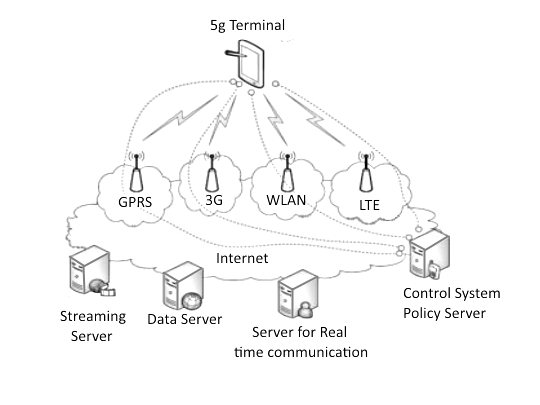 5g Terminal
GPRS
3G
WLAN
LTE
Internet
Streaming
Server
Data Server
Server for Real
time communication
Control System
Policy Server